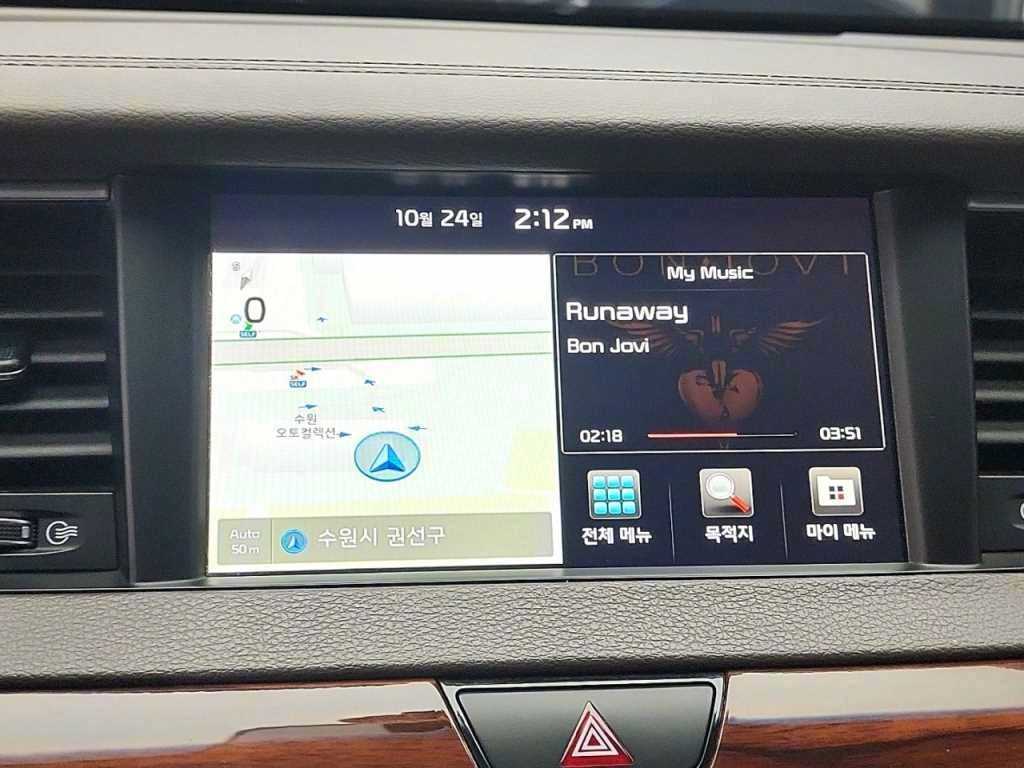 10월 24일 2:12 PM
0
SELF
SK
SELF
수원
오토컬렉션
Auto
50m
수원시 권선구
BON JOVI
My Music
Runaway
Bon Jovi
02:18 03:51
전체 메뉴 목적지 마이 메뉴